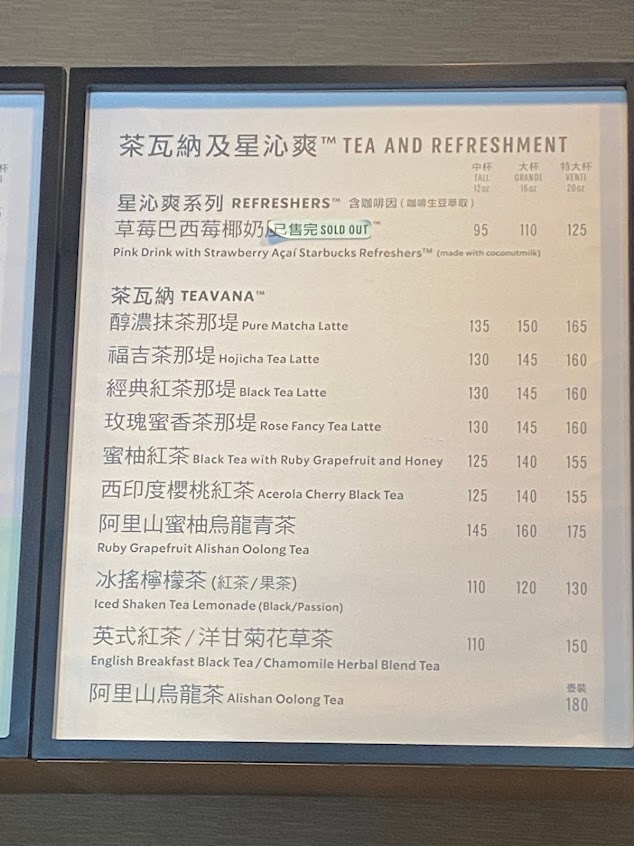 茶瓦納及星沁爽™ TEA AND REFRESHMENT
中杯 大杯 特大杯
TALL GRANDE VENTI
12oz 16oz 20oz
星沁爽系列 REFRESHERS™ 含咖啡因 (咖啡生豆萃取)
草莓巴西莓椰奶 已售完 SOLD OUT ™ 95 110 125
Pink Drink with Strawberry Açaí Starbucks Refreshers™ (made with coconutmilk)
茶瓦納 TEAVANA™
醇濃抹茶那堤 Pure Matcha Latte 135 150 165
福吉茶那堤 Hojicha Tea Latte 130 145 160
經典紅茶那堤 Black Tea Latte 130 145 160
玫瑰蜜香茶那堤 Rose Fancy Tea Latte 130 145 160
蜜柚紅茶 Black Tea with Ruby Grapefruit and Honey 125 140 155
西印度櫻桃紅茶 Acerola Cherry Black Tea 125 140 155
阿里山蜜柚烏龍青茶 145 160 175
Ruby Grapefruit Alishan Oolong Tea
冰搖檸檬茶 (紅茶/果茶) 110 120 130
Iced Shaken Tea Lemonade (Black/Passion)
英式紅茶/洋甘菊花草茶 110 150
English Breakfast Black Tea/Chamomile Herbal Blend Tea
壺裝
阿里山烏龍茶 Alishan Oolong Tea 180